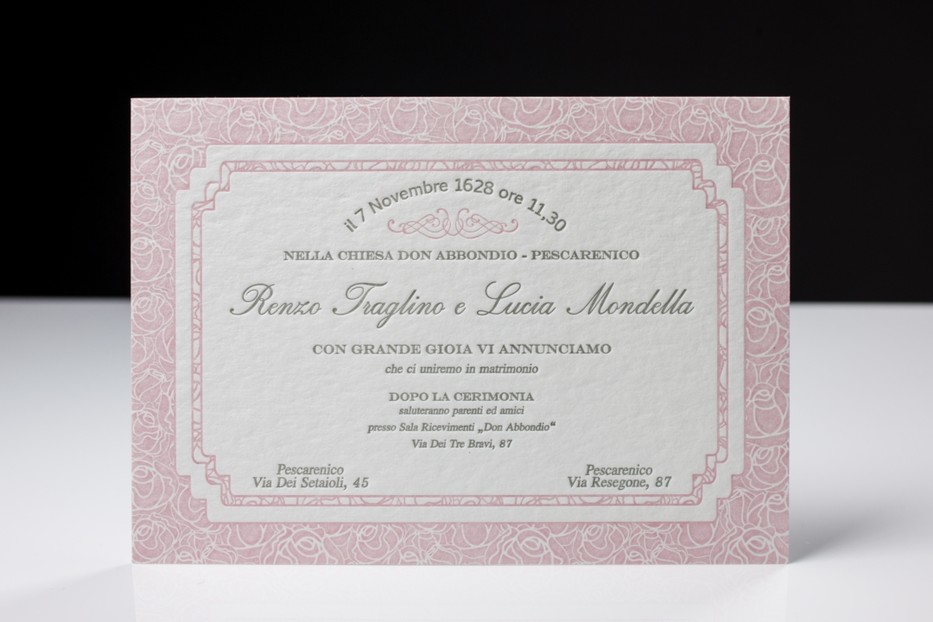 il 7 Novembre 1628 ore 11,30
NELLA CHIESA DON ABBONDIO - PESCARENICO
Renzo Traglino e Lucia Mondella
CON GRANDE GIOIA VI ANNUNCIAMO
che ci uniremo in matrimonio
DOPO LA CERIMONIA
saluteranno parenti ed amici
presso Sala Ricevimenti „Don Abbondio“
Via Dei Tre Bravi, 87
Pescarenico
Via Dei Setaioli, 45
Pescarenico
Via Resegone, 87